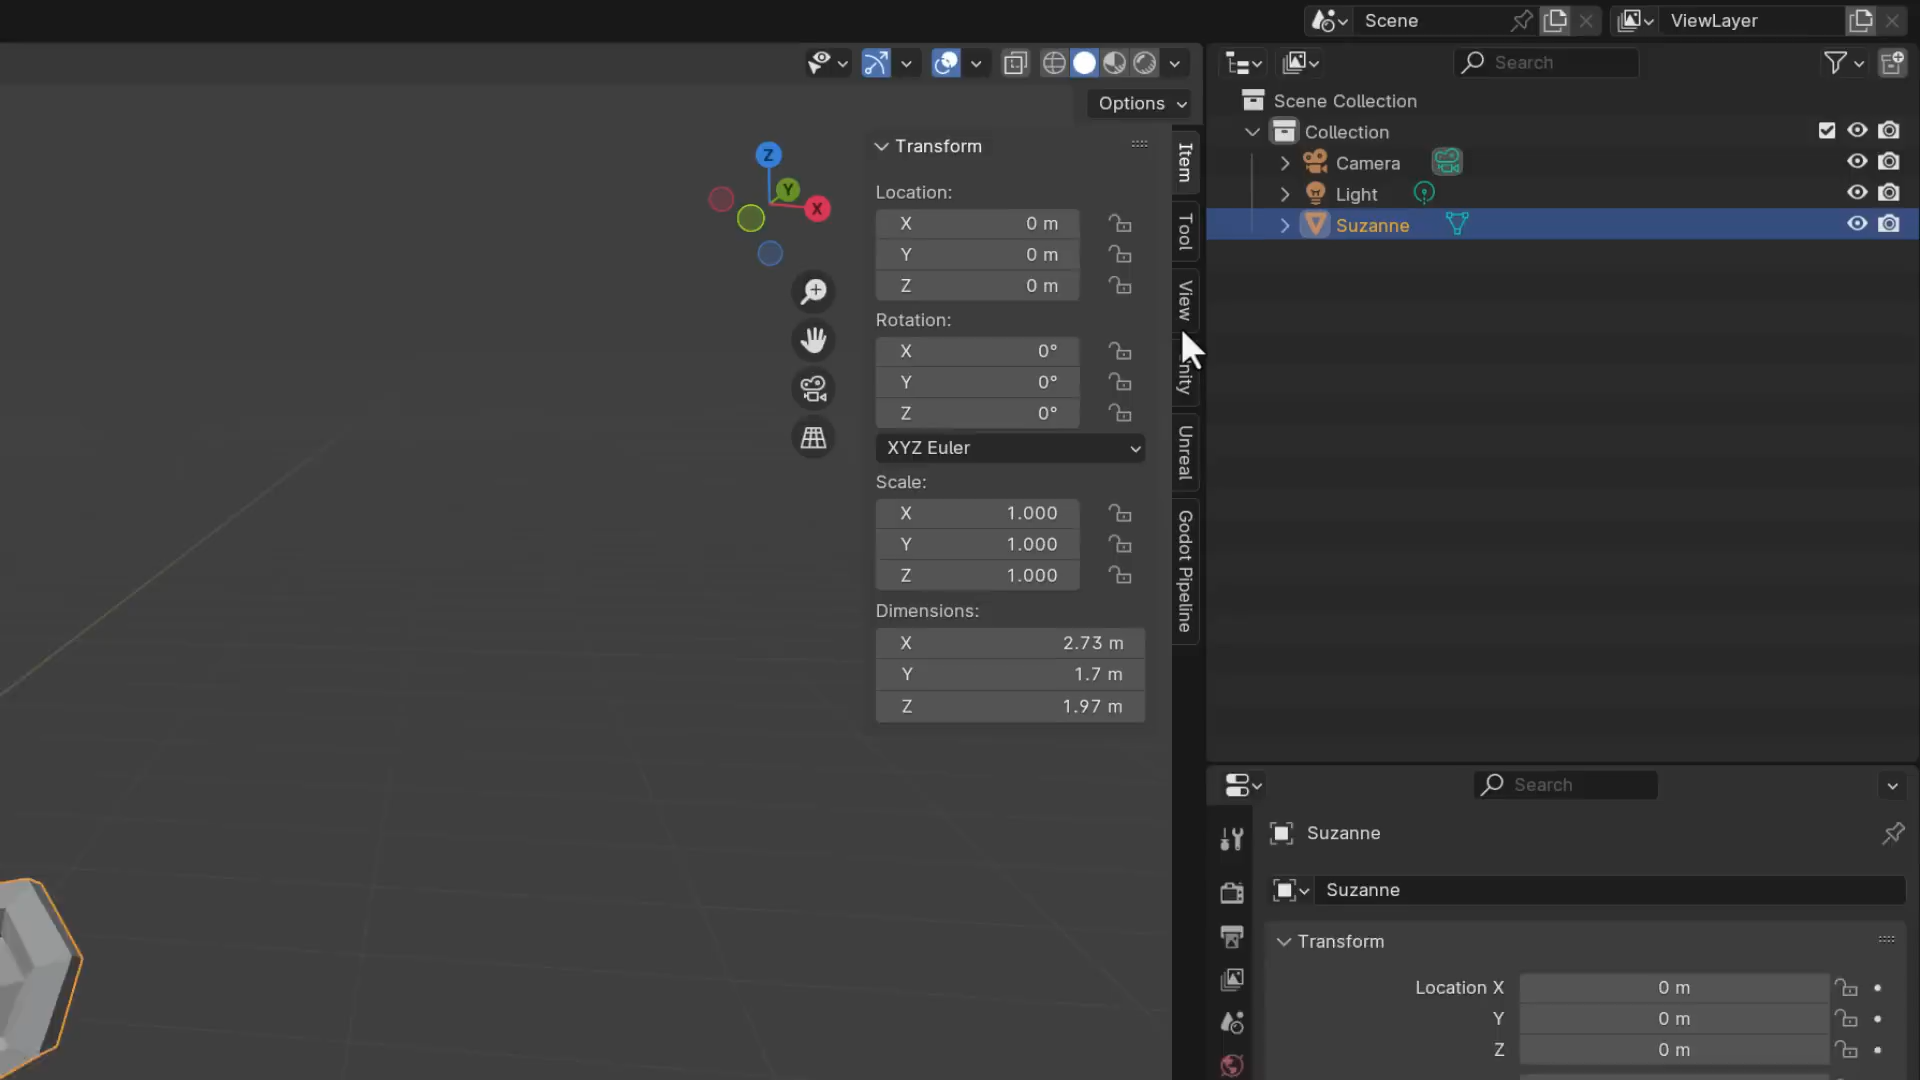 Scene
ViewLayer
Search
Options
Scene Collection
Collection
Camera
Light
Suzanne
Z
Y
X
Transform
Location:
X 0 m
Y 0 m
Z 0 m
Rotation:
X 0°
Y 0°
Z 0°
XYZ Euler
Scale:
X 1.000
Y 1.000
Z 1.000
Dimensions:
X 2.73 m
Y 1.7 m
Z 1.97 m
Item
Tool
View
nity
Unreal
Godot Pipeline
Search
Suzanne
Suzanne
Transform
Location X 0 m
Y 0 m
Z 0 m